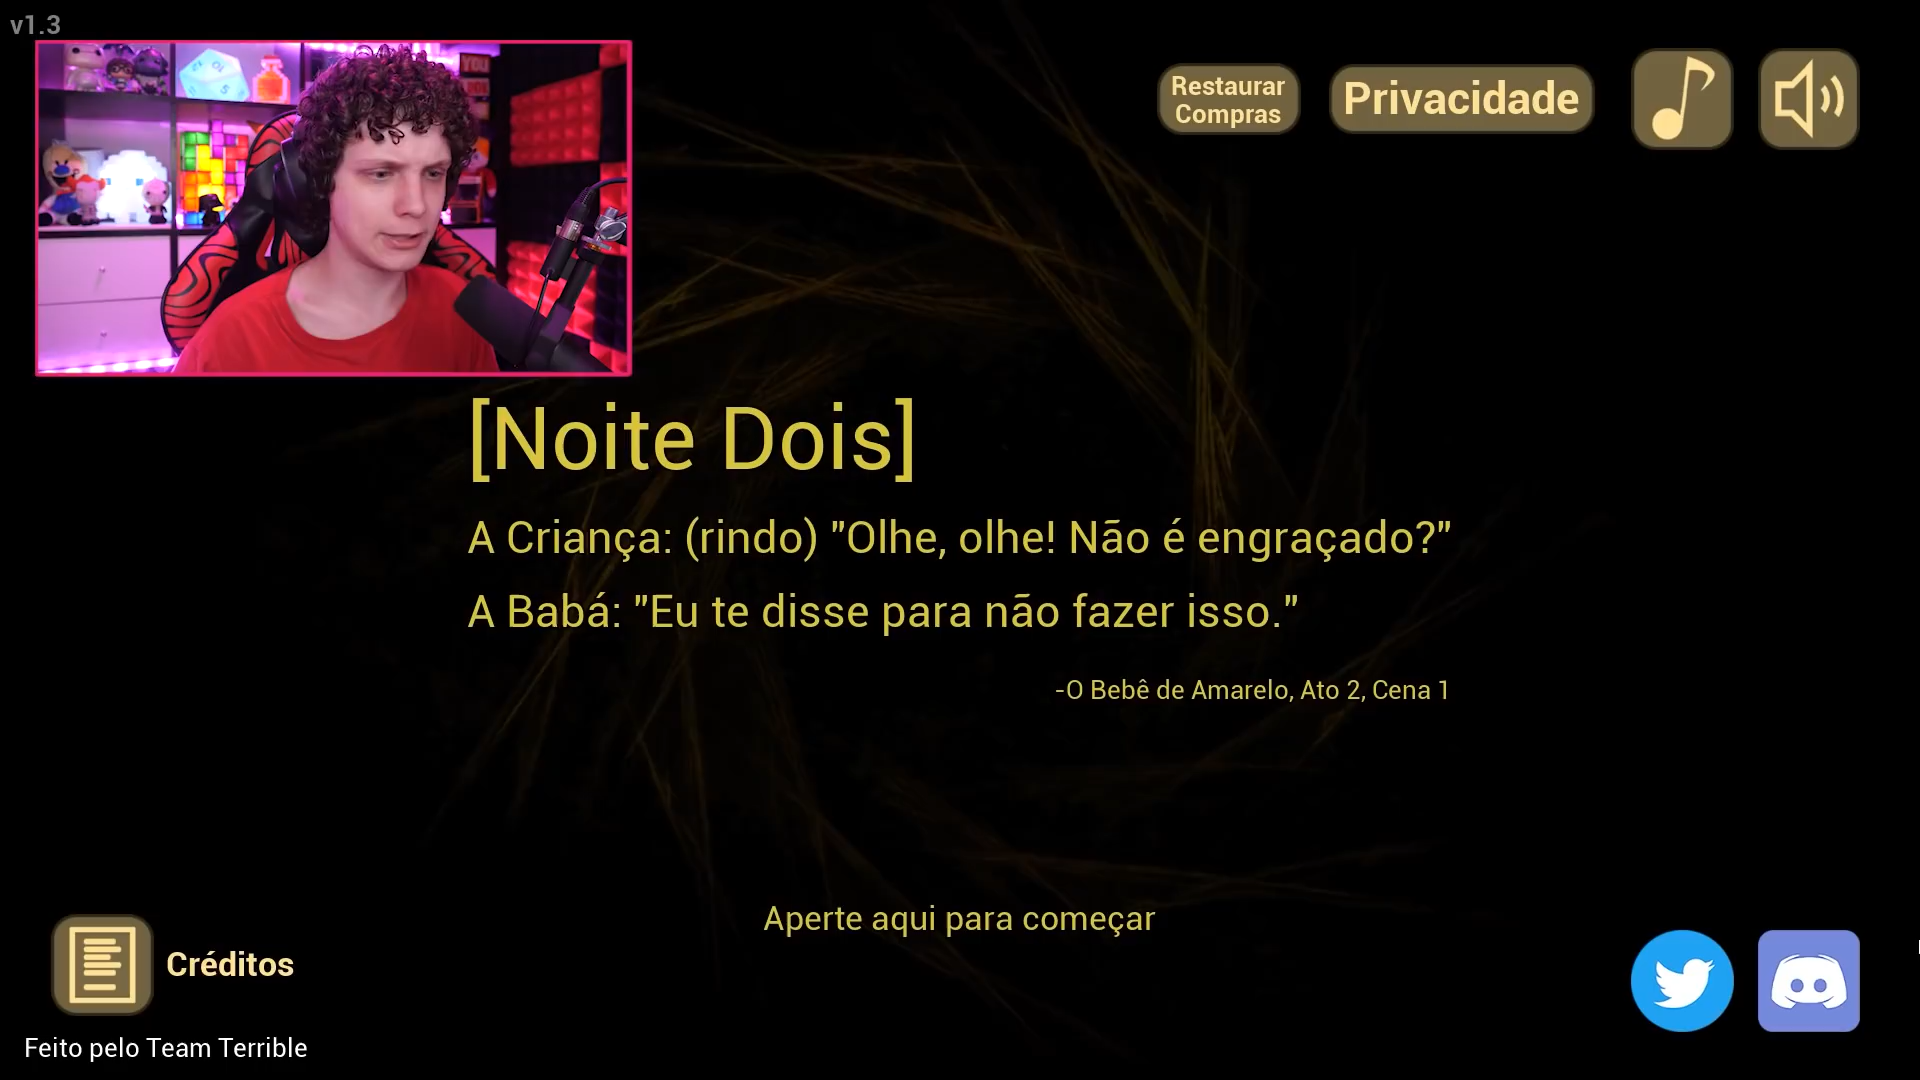 v1.3
YOU
Restaurar
Compras
Privacidade
[Noite Dois]
A Criança: (rindo) "Olhe, olhe! Não é engraçado?"
A Babá: "Eu te disse para não fazer isso."
-O Bebê de Amarelo, Ato 2, Cena 1
Aperte aqui para começar
Créditos
Feito pelo Team Terrible